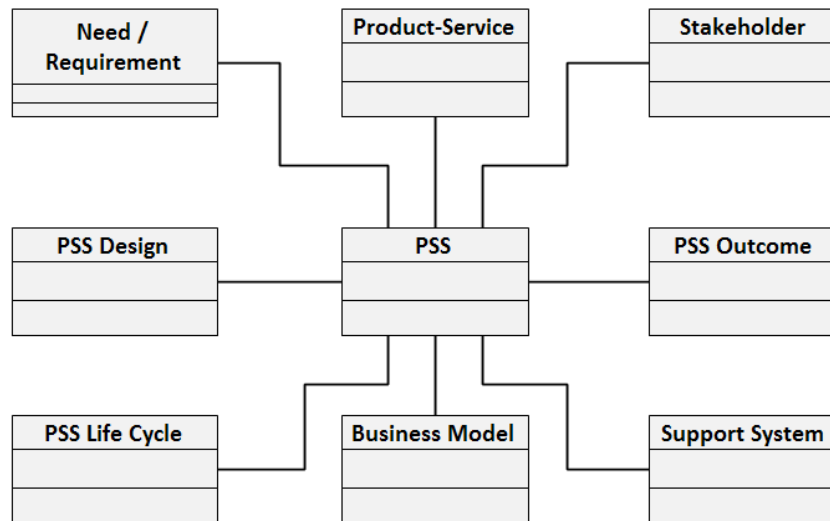 Need /
Requirement
Product-Service
Stakeholder
PSS Design
PSS
PSS Outcome
PSS Life Cycle
Business Model
Support System